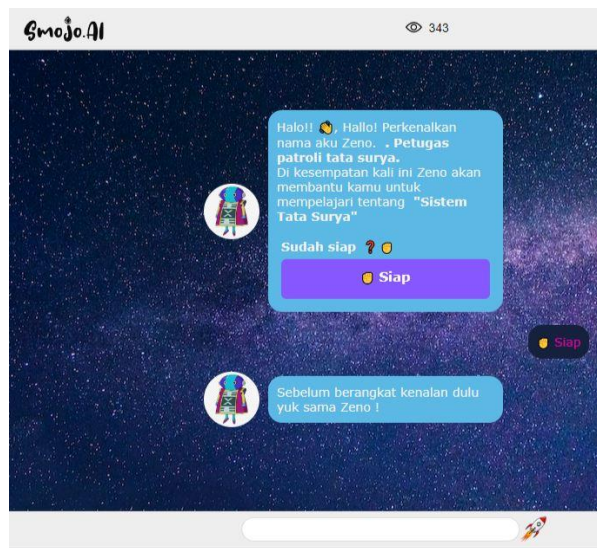 Smojo.AI
343
Halo!! 👏, Hallo! Perkenalkan
nama aku Zeno. . Petugas
patroli tata surya.
Di kesempatan kali ini Zeno akan
membantu kamu untuk
mempelajari tentang "Sistem
Tata Surya"
Sudah siap ❓ ✊
✊ Siap
✊ Siap
Sebelum berangkat kenalan dulu
yuk sama Zeno !